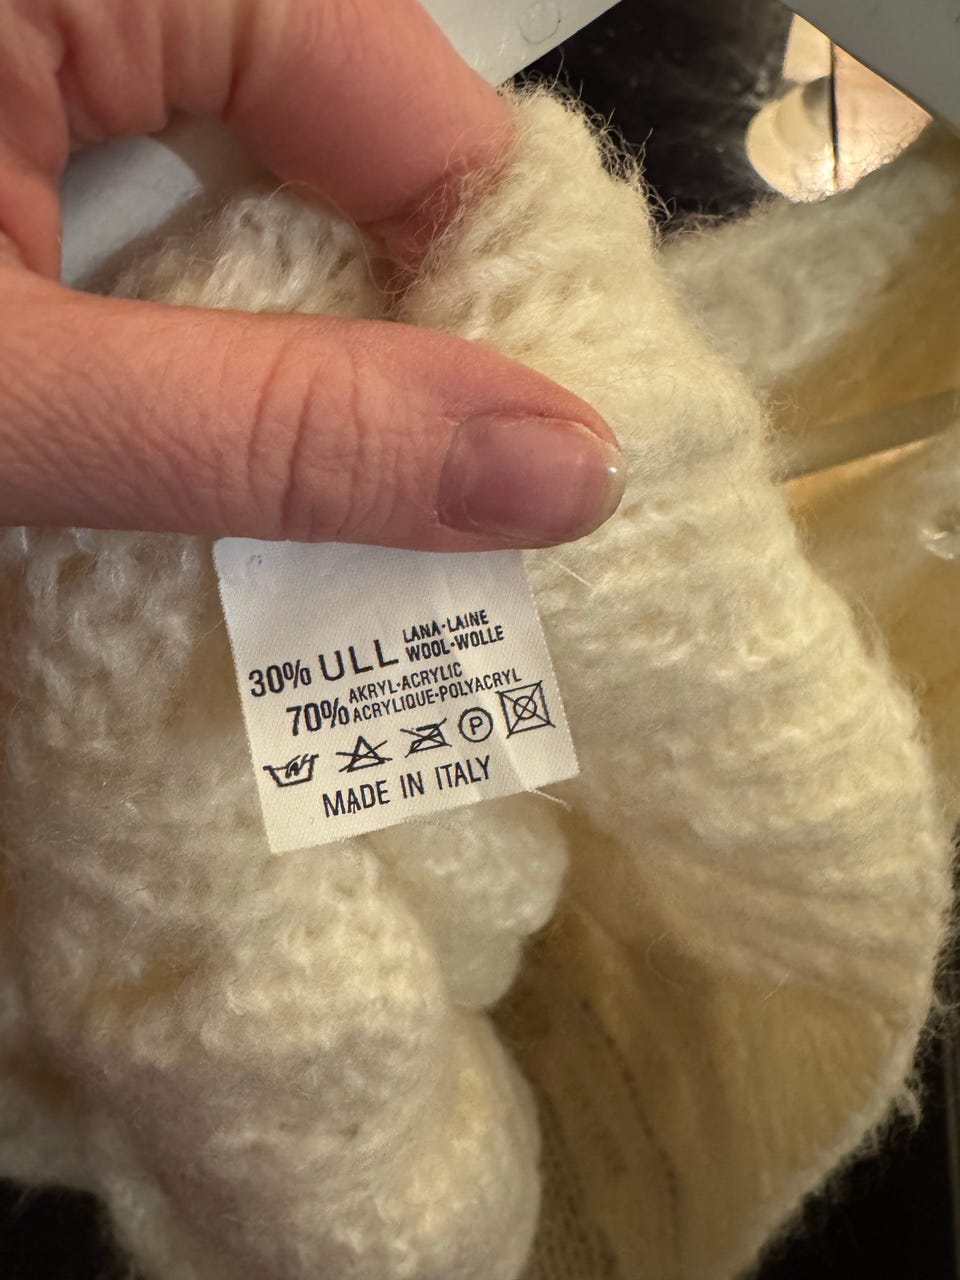 30% ULL LANA-LAINE
WOOL-WOLLE
70% AKRYL-ACRYLIC
ACRYLIQUE-POLYACRYL
P
MADE IN ITALY